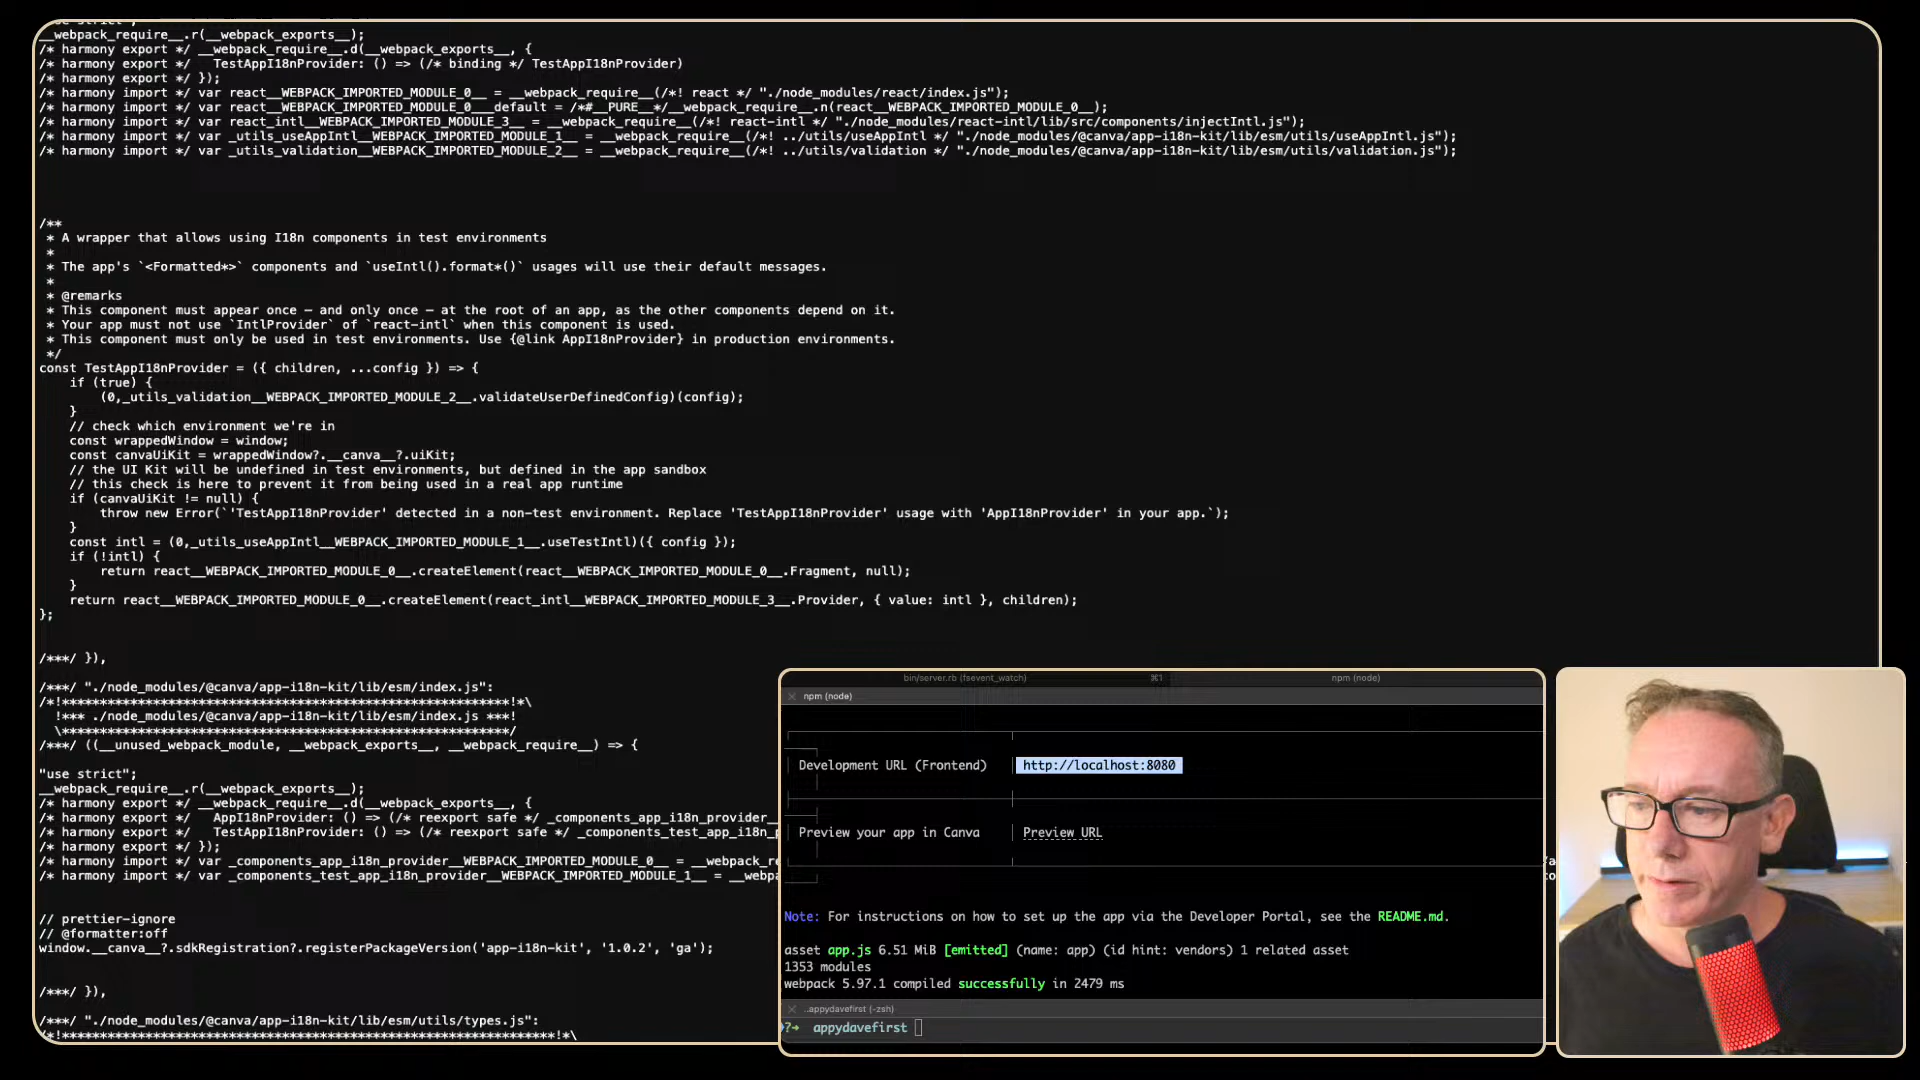 __webpack_require__.r(__webpack_exports__);
/* harmony export */ __webpack_require__.d(__webpack_exports__, {
/* harmony export */   TestAppI18nProvider: () => (/* binding */ TestAppI18nProvider)
/* harmony export */ });
/* harmony import */ var react__WEBPACK_IMPORTED_MODULE_0__ = __webpack_require__(/*! react */ "./node_modules/react/index.js");
/* harmony import */ var react__WEBPACK_IMPORTED_MODULE_0___default = /*#__PURE__*/__webpack_require__.n(react__WEBPACK_IMPORTED_MODULE_0__);
/* harmony import */ var react_intl__WEBPACK_IMPORTED_MODULE_3__ = __webpack_require__(/*! react-intl */ "./node_modules/react-intl/lib/src/components/injectIntl.js");
/* harmony import */ var _utils_useAppIntl__WEBPACK_IMPORTED_MODULE_1__ = __webpack_require__(/*! ../utils/useAppIntl */ "./node_modules/@canva/app-i18n-kit/lib/esm/utils/useAppIntl.js");
/* harmony import */ var _utils_validation__WEBPACK_IMPORTED_MODULE_2__ = __webpack_require__(/*! ../utils/validation */ "./node_modules/@canva/app-i18n-kit/lib/esm/utils/validation.js");
/**
 * A wrapper that allows using I18n components in test environments
 *
 * The app's `<Formatted*>` components and `useIntl().format*()` usages will use their default messages.
 *
 * @remarks
 * This component must appear once — and only once — at the root of an app, as the other components depend on it.
 * Your app must not use `IntlProvider` of `react-intl` when this component is used.
 * This component must only be used in test environments. Use {@link AppI18nProvider} in production environments.
 */
const TestAppI18nProvider = ({ children, ...config }) => {
    if (true) {
        (0,_utils_validation__WEBPACK_IMPORTED_MODULE_2__.validateUserDefinedConfig)(config);
    }
    // check which environment we're in
    const wrappedWindow = window;
    const canvaUiKit = wrappedWindow?.__canva__?.uiKit;
    // the UI Kit will be undefined in test environments, but defined in the app sandbox
    // this check is here to prevent it from being used in a real app runtime
    if (canvaUiKit != null) {
        throw new Error(`'TestAppI18nProvider' detected in a non-test environment. Replace 'TestAppI18nProvider' usage with 'AppI18nProvider' in your app.`);
    }
    const intl = (0,_utils_useAppIntl__WEBPACK_IMPORTED_MODULE_1__.useTestIntl)({ config });
    if (!intl) {
        return react__WEBPACK_IMPORTED_MODULE_0__.createElement(react__WEBPACK_IMPORTED_MODULE_0__.Fragment, null);
    }
    return react__WEBPACK_IMPORTED_MODULE_0__.createElement(react_intl__WEBPACK_IMPORTED_MODULE_3__.Provider, { value: intl }, children);
};
/***/ }),
/***/ "./node_modules/@canva/app-i18n-kit/lib/esm/index.js":
/*!***********************************************************!*\
  !*** ./node_modules/@canva/app-i18n-kit/lib/esm/index.js ***!
  \***********************************************************/
/***/ ((__unused_webpack_module, __webpack_exports__, __webpack_require__) => {
"use strict";
__webpack_require__.r(__webpack_exports__);
/* harmony export */ __webpack_require__.d(__webpack_exports__, {
/* harmony export */   AppI18nProvider: () => (/* reexport safe */ _components_app_i18n_provider_
/* harmony export */   TestAppI18nProvider: () => (/* reexport safe */ _components_test_app_i18n_p
/* harmony export */ });
/* harmony import */ var _components_app_i18n_provider__WEBPACK_IMPORTED_MODULE_0__ = __webpack_re
/* harmony import */ var _components_test_app_i18n_provider__WEBPACK_IMPORTED_MODULE_1__ = __webpa
// prettier-ignore
// @formatter:off
window.__canva__?.sdkRegistration?.registerPackageVersion('app-i18n-kit', '1.0.2', 'ga');
/***/ }),
/***/ "./node_modules/@canva/app-i18n-kit/lib/esm/utils/types.js":
bin/server.rb (fsevent_watch) ⌘1 npm (node)
npm (node)
Development URL (Frontend) http://localhost:8080
Preview your app in Canva Preview URL
Note: For instructions on how to set up the app via the Developer Portal, see the README.md.
asset app.js 6.51 MiB [emitted] (name: app) (id hint: vendors) 1 related asset
1353 modules
webpack 5.97.1 compiled successfully in 2479 ms
..appydavefirst (-zsh)
?→ appydavefirst